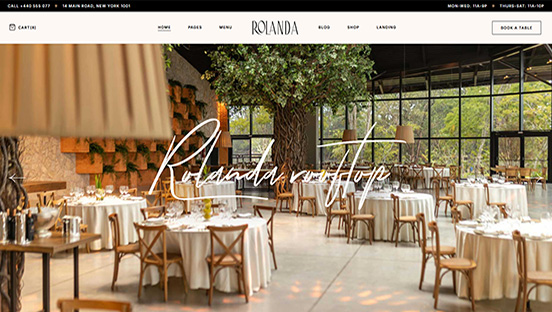 CALL +440 555 077 14 MAIN ROAD, NEW YORK 1001 MON-WED: 11A-9P THUR-SAT: 11A-10P
CART(0) HOME PAGES MENU ROLANDA BLOG SHOP LANDING BOOK A TABLE
Rolanda rooftop